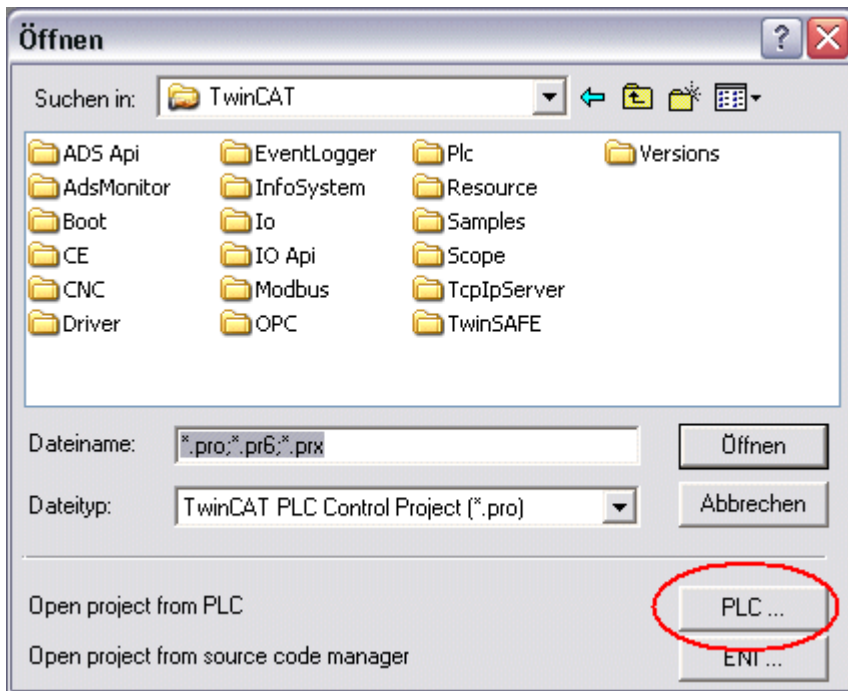 Öffnen
Suchen in: TwinCAT
ADS Api EventLogger Plc Versions
AdsMonitor InfoSystem Resource
Boot Io Samples
CE IO Api Scope
CNC Modbus TcpIpServer
Driver OPC TwinSAFE
Dateiname: *.pro;*.pr6;*.prx Öffnen
Dateityp: TwinCAT PLC Control Project (*.pro) Abbrechen
Open project from PLC PLC ...
Open project from source code manager ENI ...